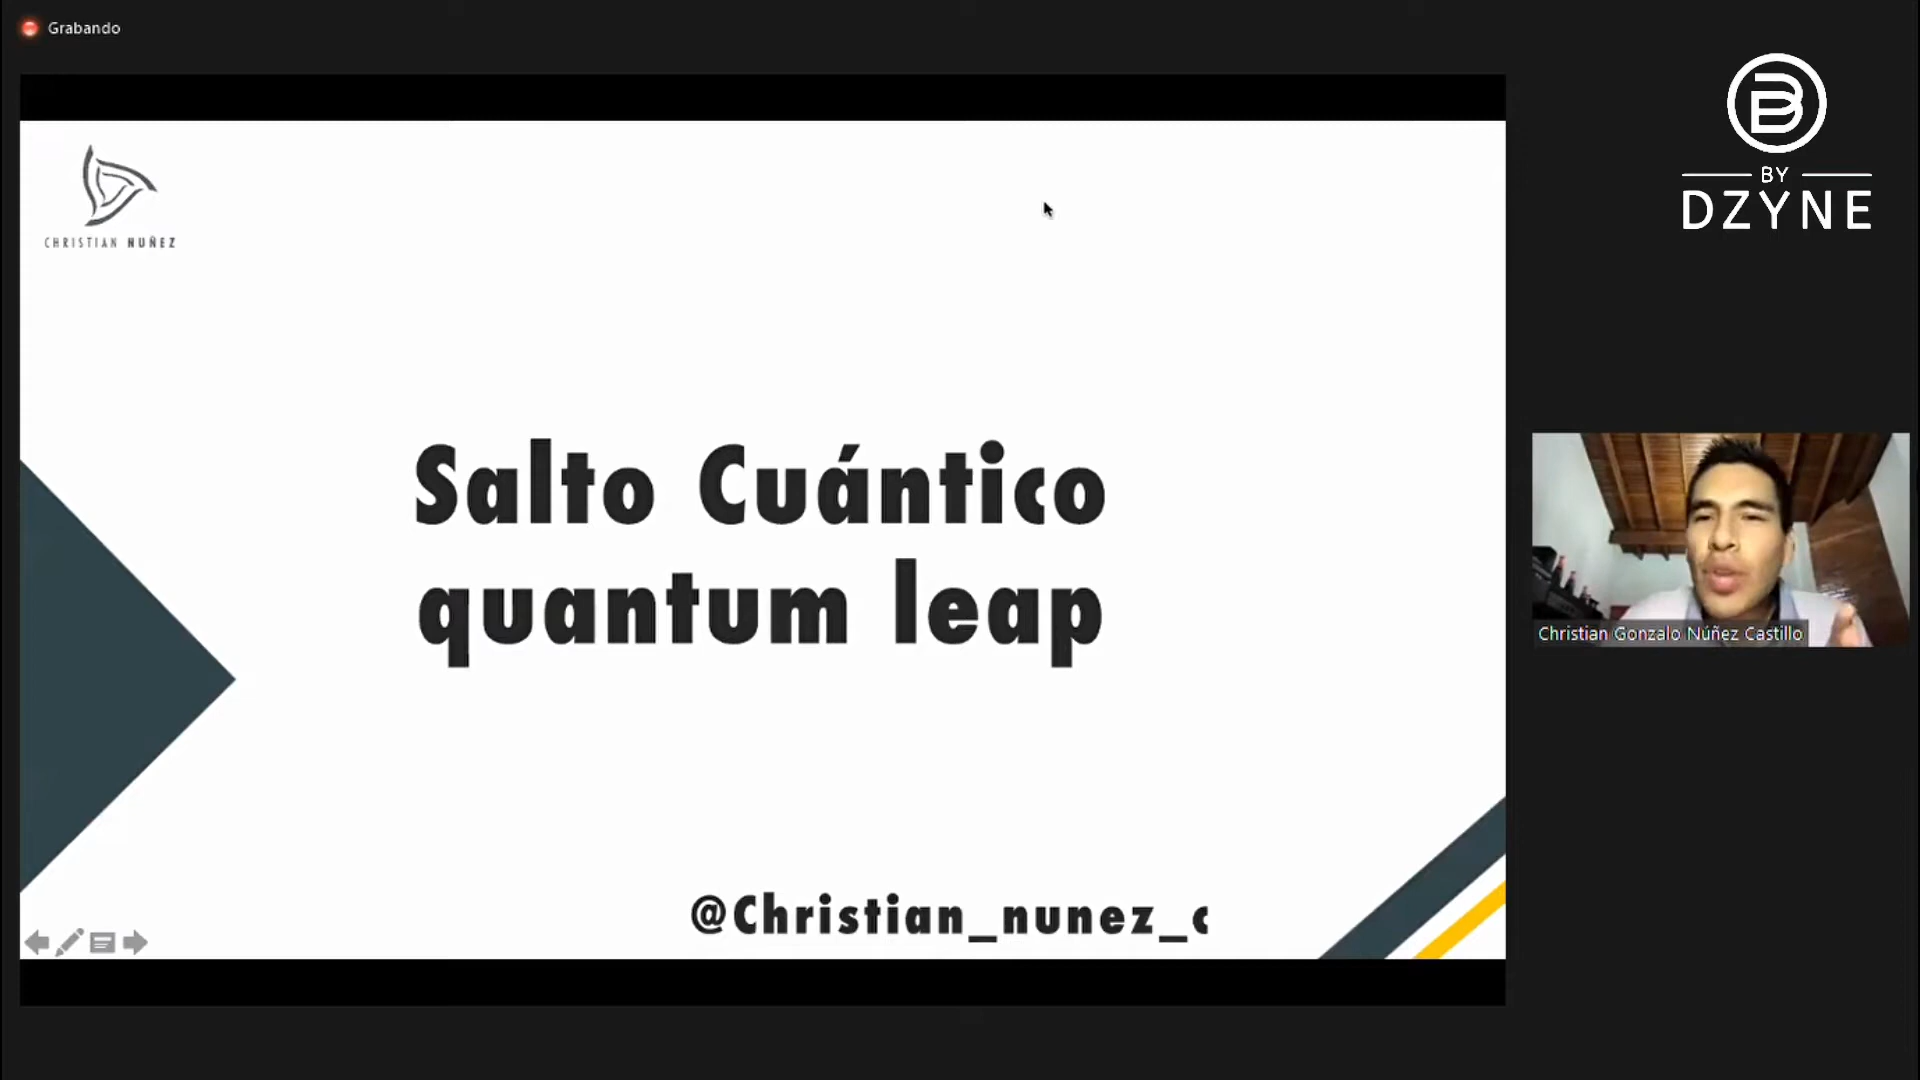 Grabando
CHRISTIAN NUÑEZ
Salto Cuántico
quantum leap
@Christian_nunez_c
B
BY
DZYNE
Christian Gonzalo Núñez Castillo